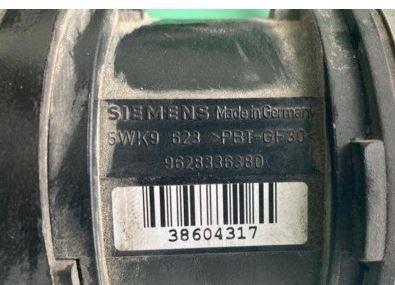 SIEMENS Made in Germany
5WK9 623 >PBT-GF30<
9628336380
38604317